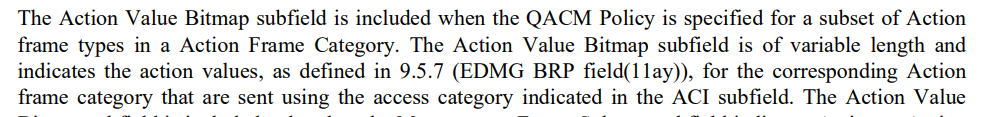 The Action Value Bitmap subfield is included when the QACM Policy is specified for a subset of Action
frame types in a Action Frame Category. The Action Value Bitmap subfield is of variable length and
indicates the action values, as defined in 9.5.7 (EDMG BRP field(11ay)), for the corresponding Action
frame category that are sent using the access category indicated in the ACI subfield. The Action Value